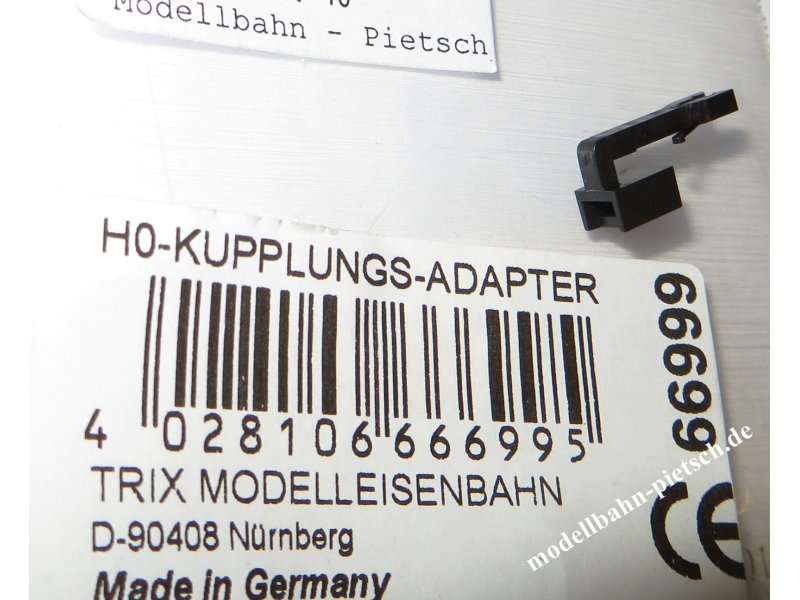 Modellbahn - Pietsch
H0-KUPPLUNGS-ADAPTER
4 028106 666995
66699
TRIX MODELLEISENBAHN
D-90408 Nürnberg
Made in Germany
CE
modellbahn-pietsch.de